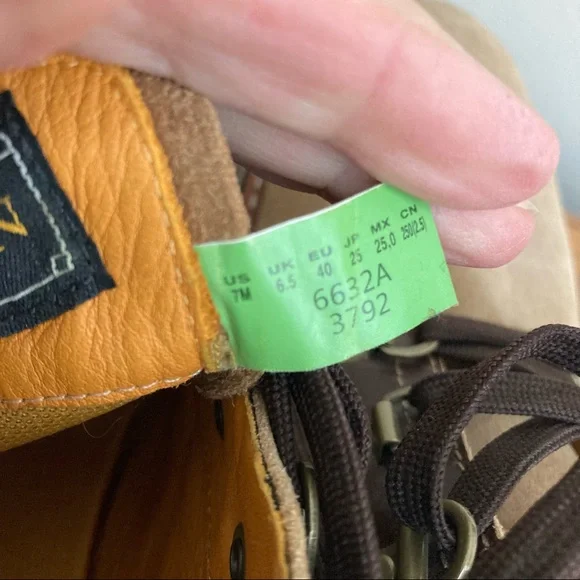 US UK EU JP MX CN
7M 6.5 40 25 25.0 250(2.5)
6632A
3792